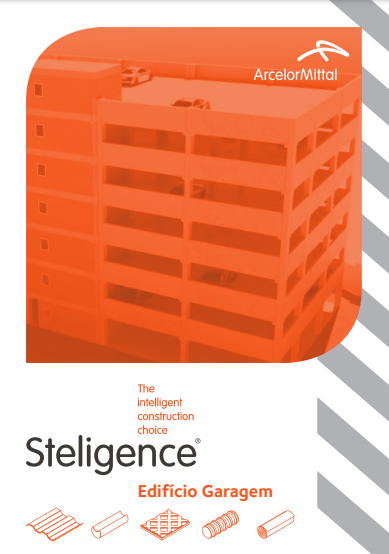 ArcelorMittal
The
intelligent
construction
choice
Steligence®
Edifício Garagem